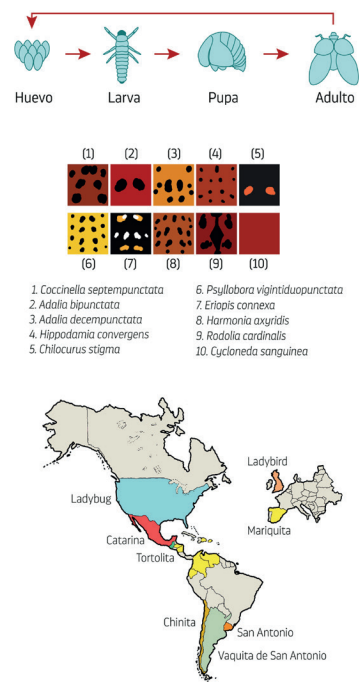 Huevo Larva Pupa Adulto
(1) (2) (3) (4) (5)
(6) (7) (8) (9) (10)
1. Coccinella septempunctata
2. Adalia bipunctata
3. Adalia decempunctata
4. Hippodamia convergens
5. Chilocurus stigma
6. Psyllobora vigintiduopunctata
7. Eriopis connexa
8. Harmonia axyridis
9. Rodolia cardinalis
10. Cycloneda sanguinea
Ladybird
Ladybug
Mariquita
Catarina
Tortolita
Chinita
San Antonio
Vaquita de San Antonio